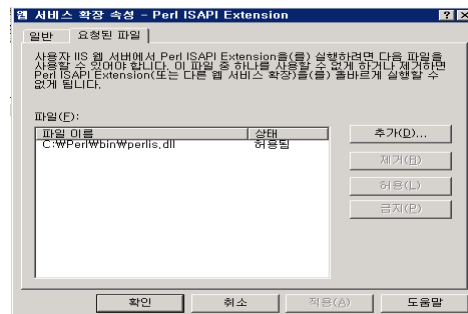 웹 서비스 확장 속성 - Perl ISAPI Extension
일반 요청된 파일
사용자 IIS 웹 서버에서 Perl ISAPI Extension을(를) 실행하려면 다음 파일을
사용할 수 있어야 합니다. 이 파일 중 하나를 사용할 수 없게 하거나 제거하면
Perl ISAPI Extension(또는 다른 웹 서비스 확장)을(를) 올바르게 실행할 수
없게 됩니다.
파일(F):
파일 이름 상태
C:\Perl\bin\perlis.dll 허용됨
추가(D)...
제거(R)
허용(L)
금지(P)
확인 취소 적용(A) 도움말